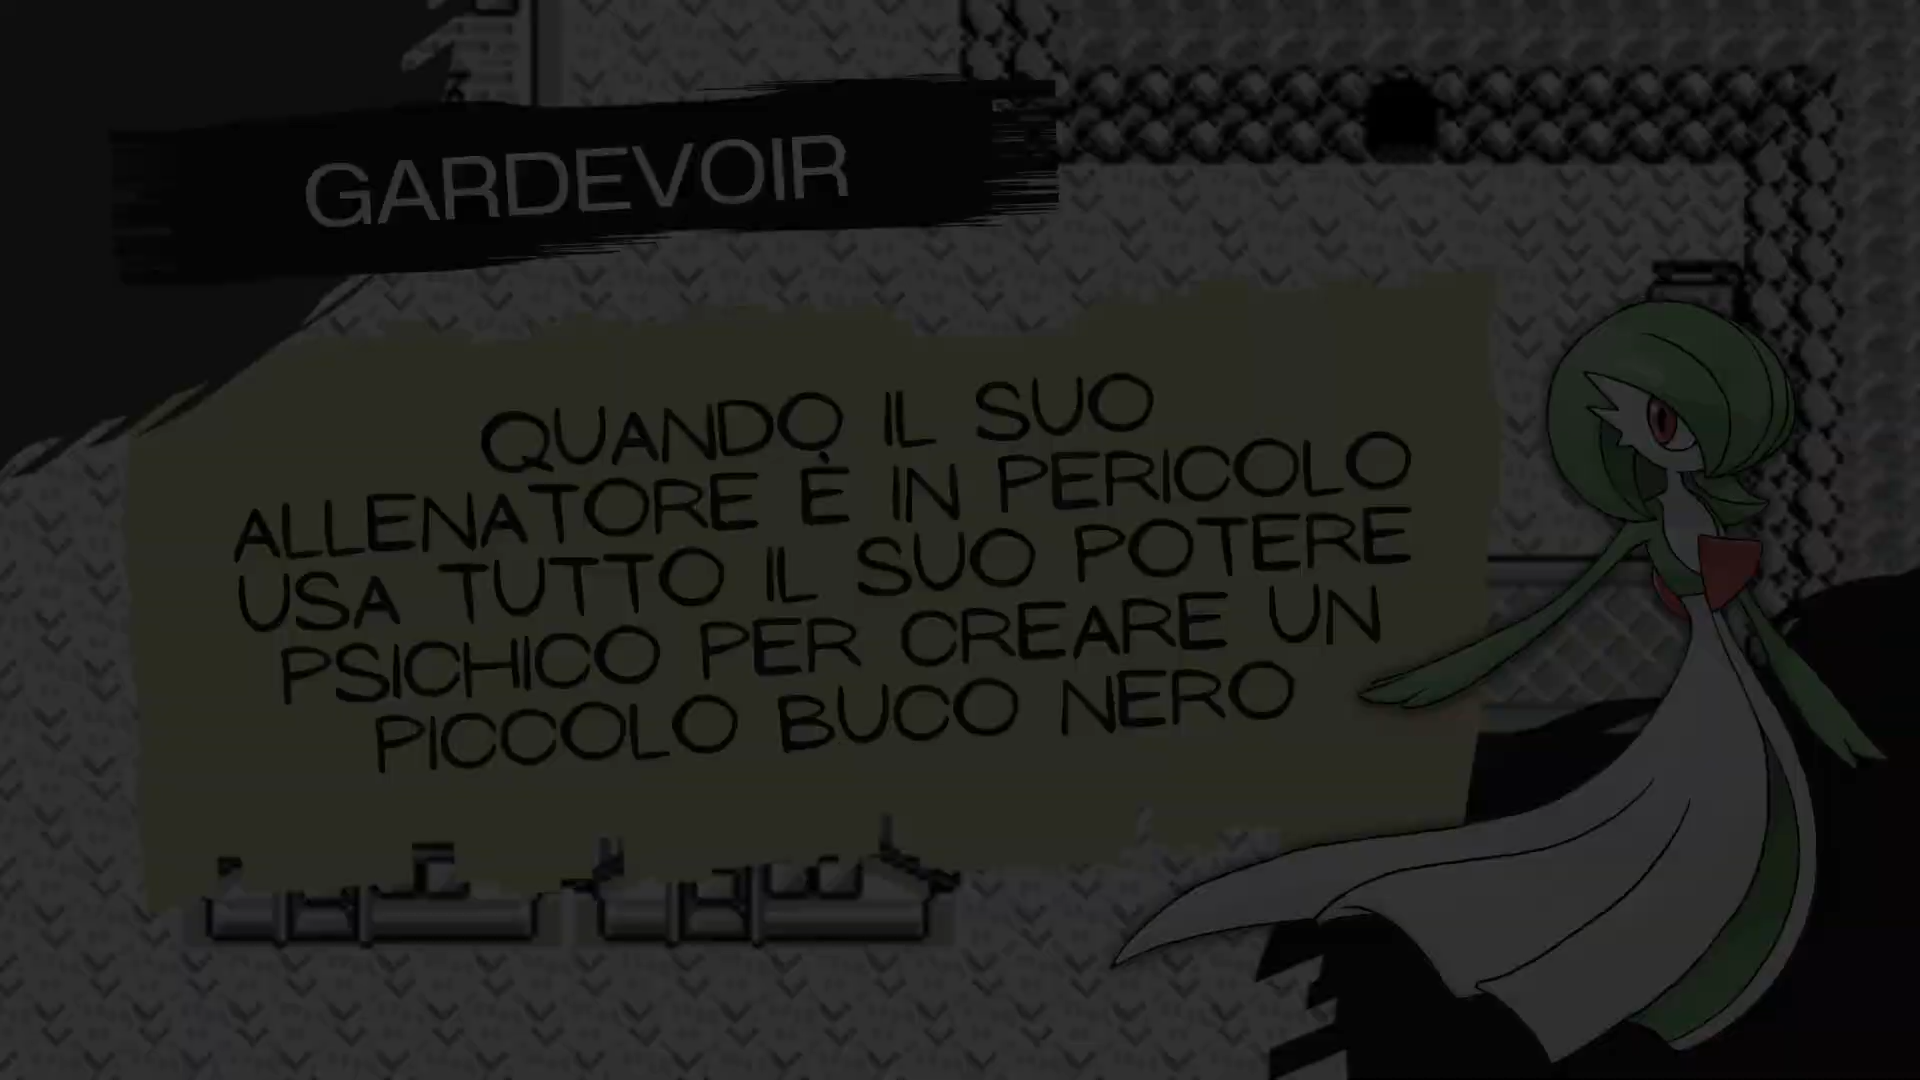 GARDEVOIR
QUANDO IL SUO
ALLENATORE È IN PERICOLO
USA TUTTO IL SUO POTERE
PSICHICO PER CREARE UN
PICCOLO BUCO NERO